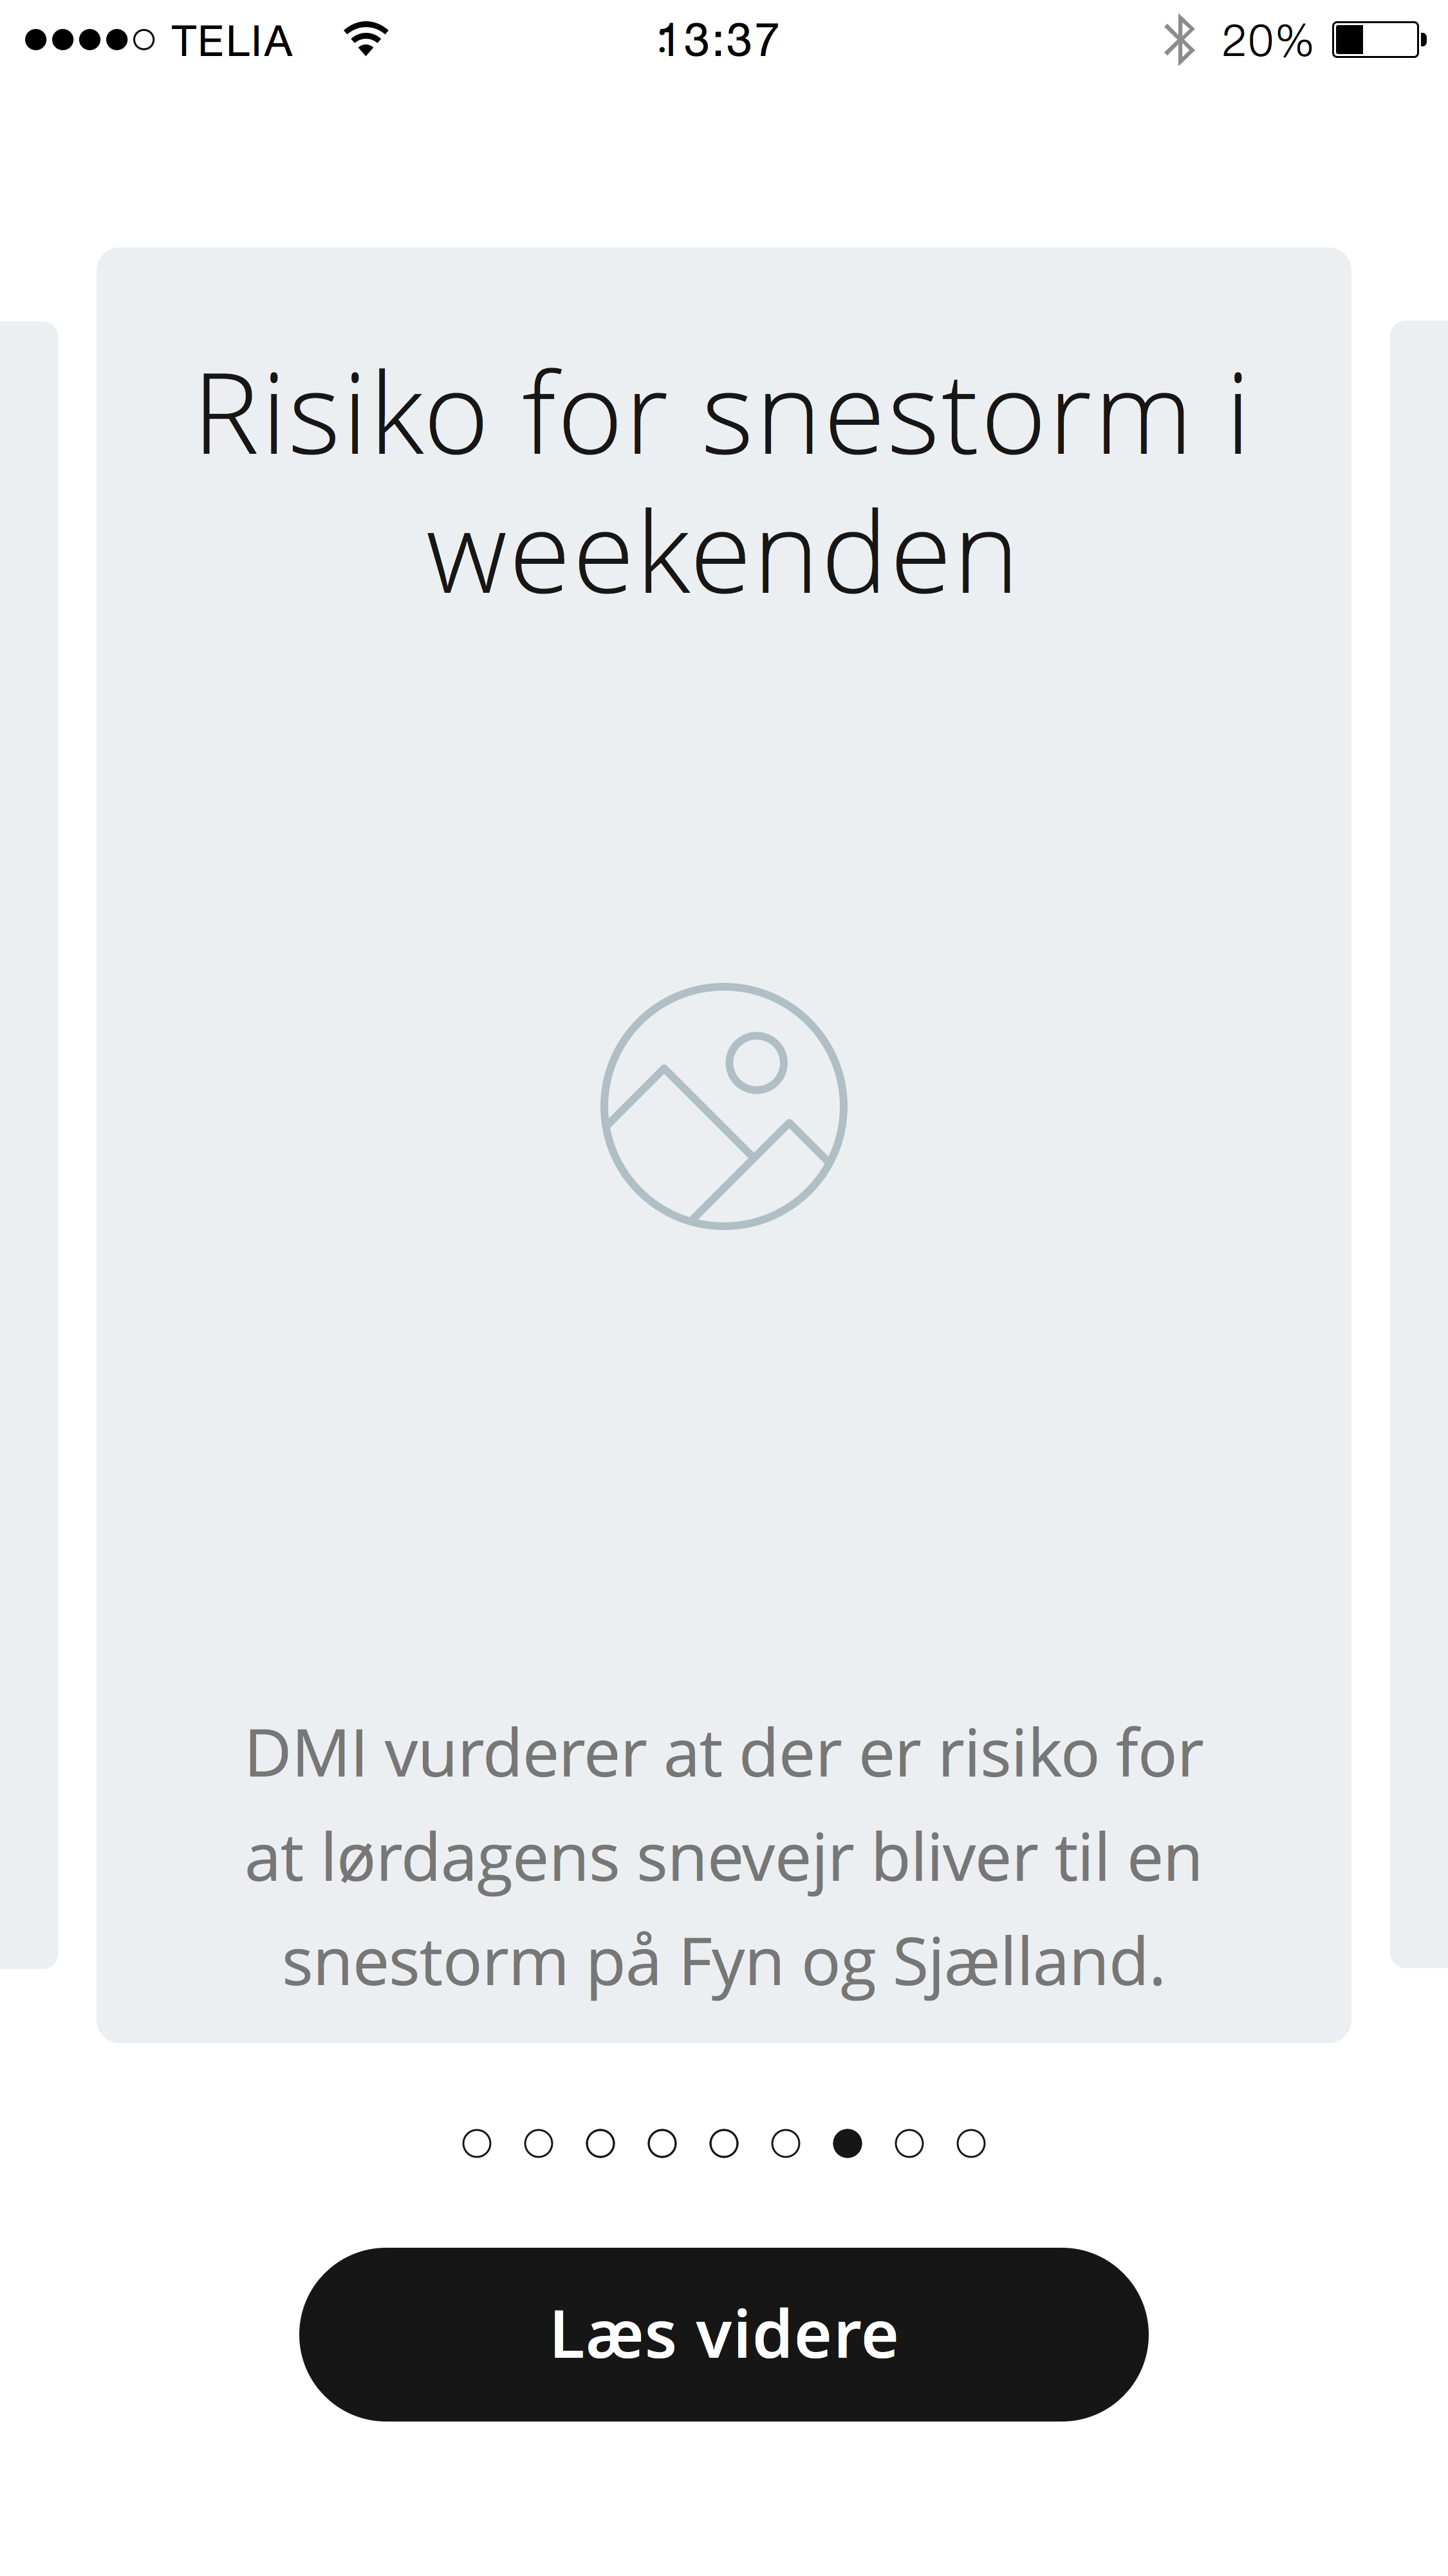 TELIA 13:37 20%
Risiko for snestorm i
weekenden
DMI vurderer at der er risiko for
at lørdagens snevejr bliver til en
snestorm på Fyn og Sjælland.
Læs videre